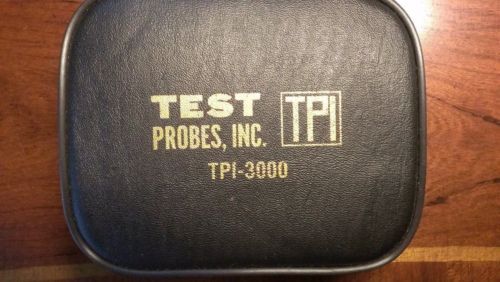 TEST
PROBES, INC.
TPI
TPI-3000